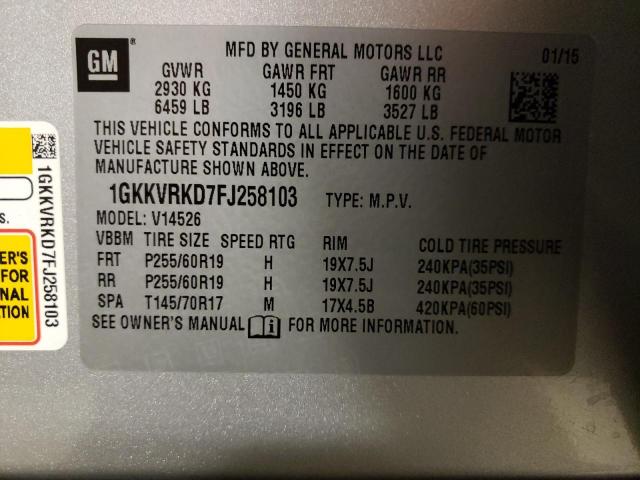 GM
MFD BY GENERAL MOTORS LLC 01/15
GVWR GAWR FRT GAWR RR
2930 KG 1450 KG 1600 KG
6459 LB 3196 LB 3527 LB
THIS VEHICLE CONFORMS TO ALL APPLICABLE U.S. FEDERAL MOTOR
VEHICLE SAFETY STANDARDS IN EFFECT ON THE DATE OF
MANUFACTURE SHOWN ABOVE.
1GKKVRKD7FJ258103 TYPE: M.P.V.
MODEL: V14526
VBBM TIRE SIZE SPEED RTG RIM COLD TIRE PRESSURE
FRT P255/60R19 H 19X7.5J 240KPA(35PSI)
RR P255/60R19 H 19X7.5J 240KPA(35PSI)
SPA T145/70R17 M 17X4.5B 420KPA(60PSI)
SEE OWNER'S MANUAL FOR MORE INFORMATION.
1GKKVRKD7FJ258103
S.
ER'S
FOR
NAL
TION